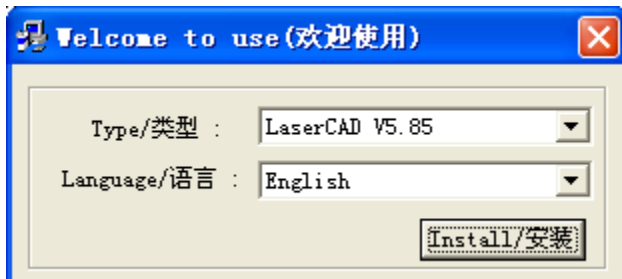 Welcome to use(欢迎使用)
Type/类型 : LaserCAD V5.85
Language/语言 : English
Install/安装